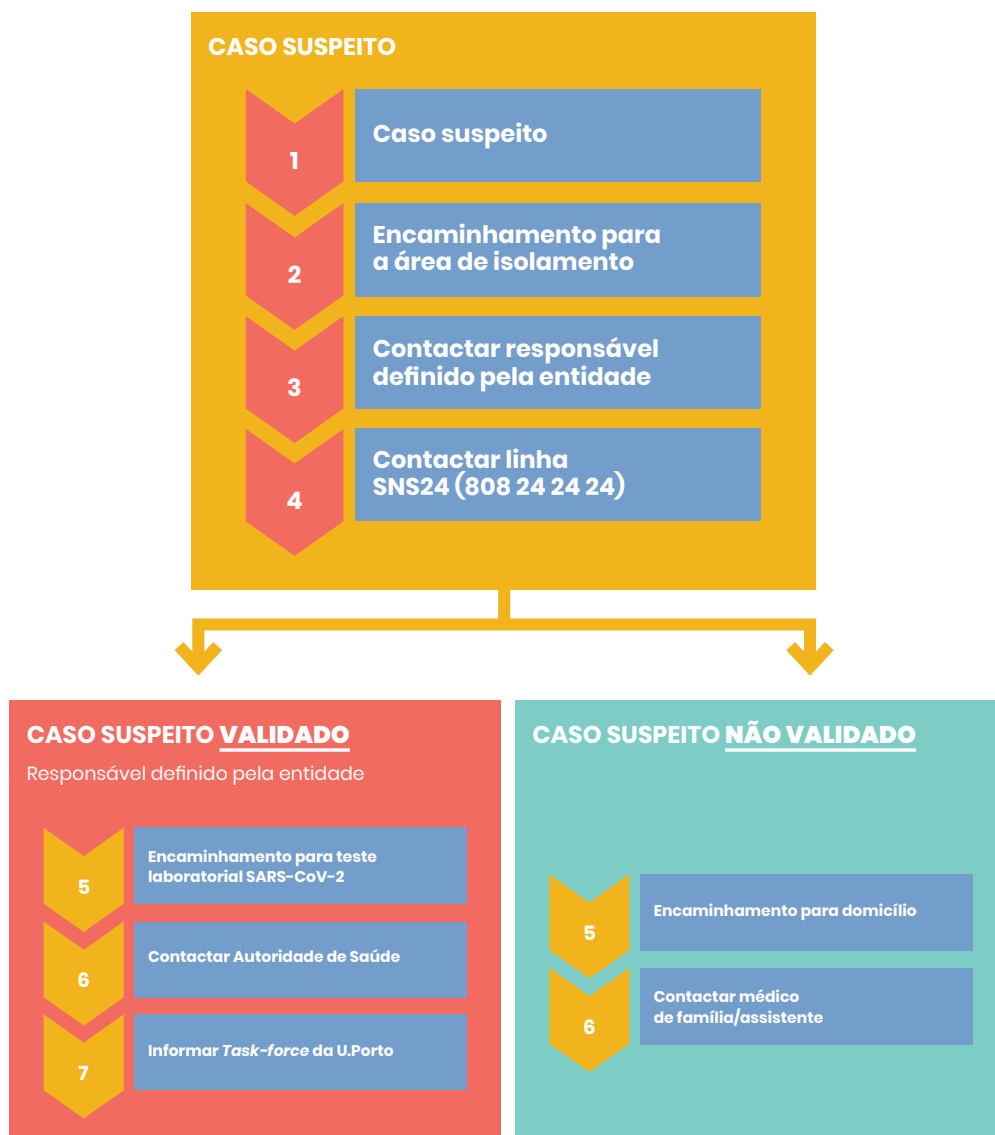 CASO SUSPEITO
1
Caso suspeito
2
Encaminhamento para
a área de isolamento
3
Contactar responsável
definido pela entidade
4
Contactar linha
SNS24 (808 24 24 24)
CASO SUSPEITO VALIDADO
Responsável definido pela entidade
5
Encaminhamento para teste
laboratorial SARS-CoV-2
6
Contactar Autoridade de Saúde
7
Informar Task-force da U.Porto
CASO SUSPEITO NÃO VALIDADO
5
Encaminhamento para domicílio
6
Contactar médico
de família/assistente